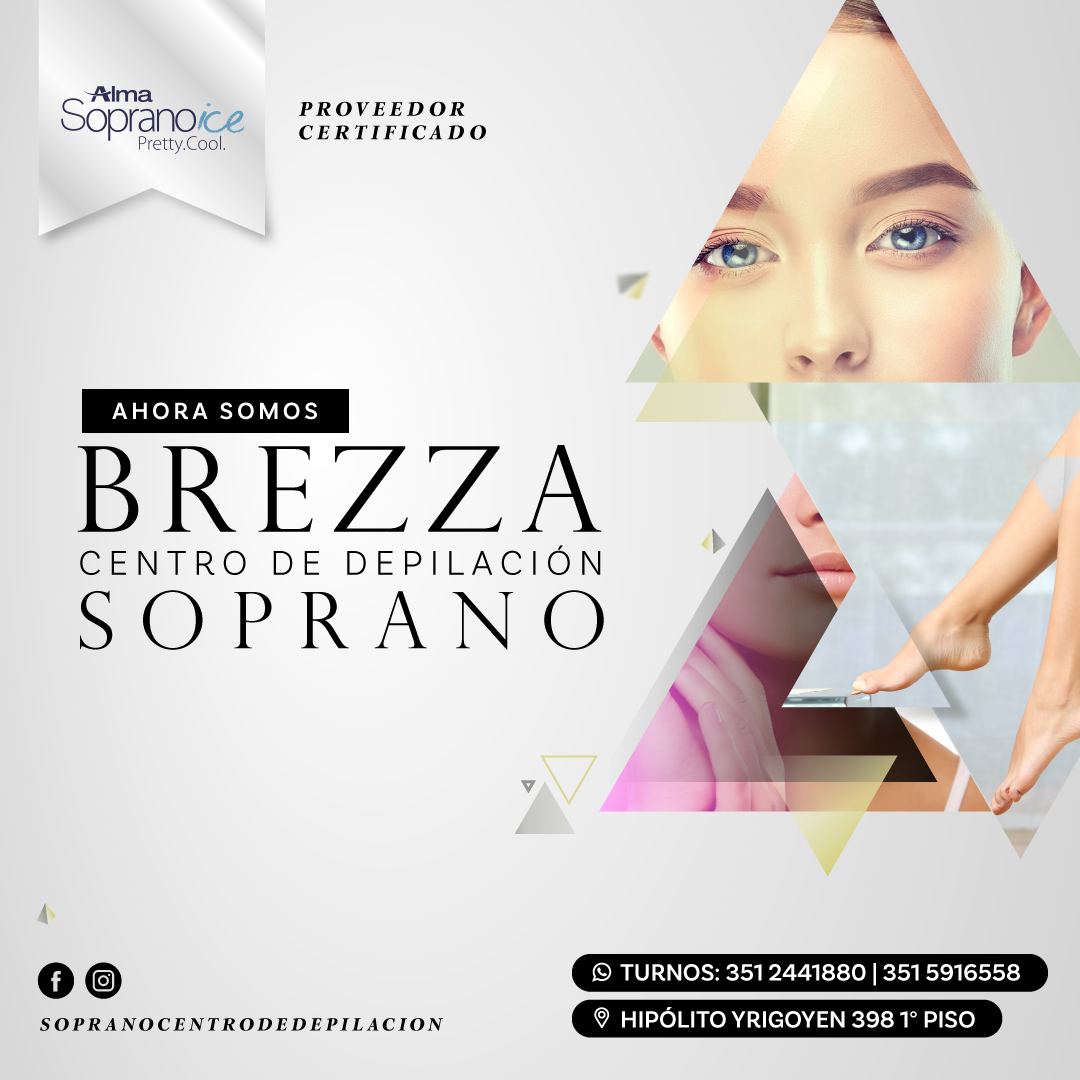 Alma
Soprano ice
Pretty.Cool.
PROVEEDOR
CERTIFICADO
AHORA SOMOS
BREZZA
CENTRO DE DEPILACIÓN
SOPRANO
SOPRANOCENTRODEDEPILACION
TURNOS: 351 2441880 | 351 5916558
HIPÓLITO YRIGOYEN 398 1° PISO